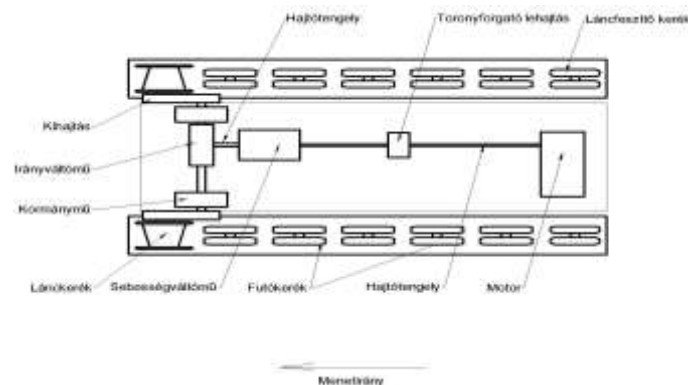 Hajtótengely
Toronyforgató lehajtás
Láncfeszítő kerék
Kihajtás
Irányváltómű
Kormánymű
Lánckerék
Sebességváltómű
Futókerék
Hajtótengely
Motor
Menetirány